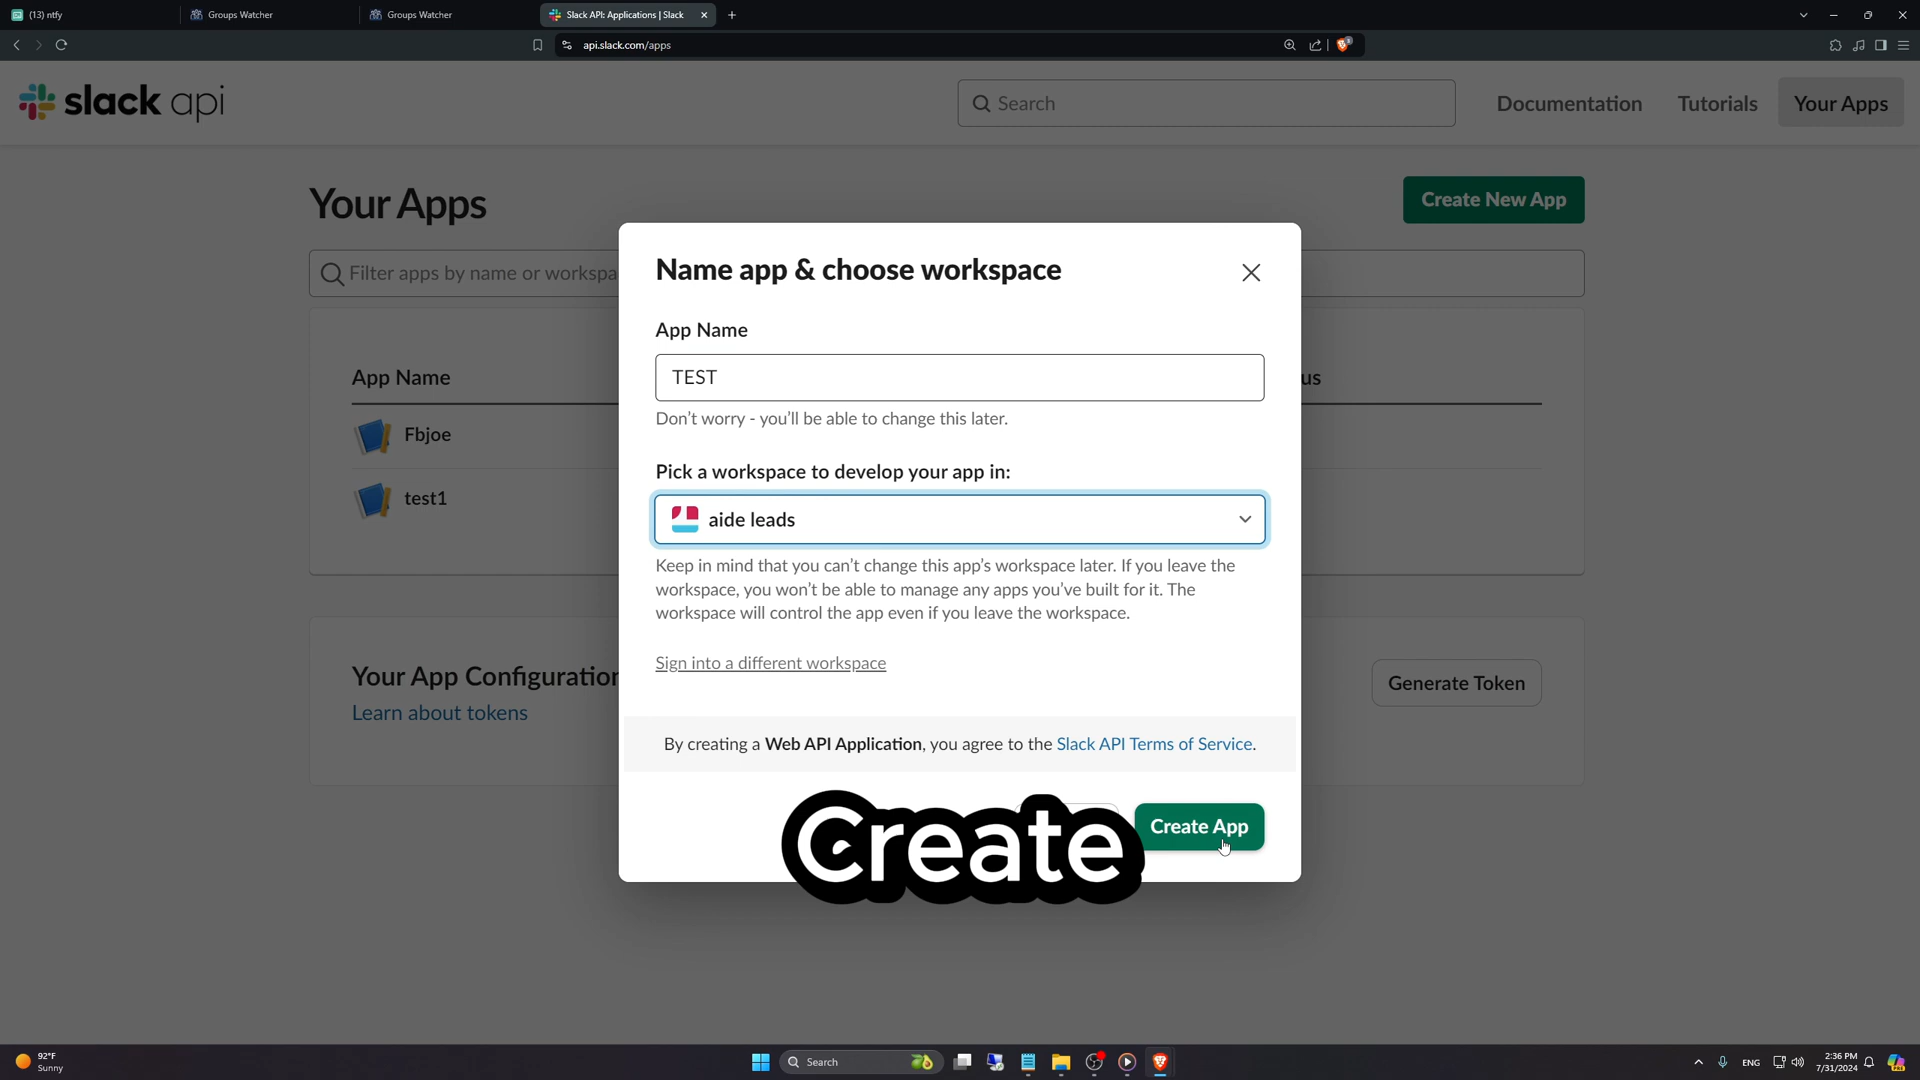 (13) ntfy
Groups Watcher
Groups Watcher
Slack API: Applications | Slack
api.slack.com/apps
slack api
Search
Documentation
Tutorials
Your Apps
Your Apps
Create New App
Filter apps by name or workspa
Name app & choose workspace
App Name
TEST
Don't worry - you'll be able to change this later.
Pick a workspace to develop your app in:
aide leads
Keep in mind that you can't change this app's workspace later. If you leave the
workspace, you won't be able to manage any apps you've built for it. The
workspace will control the app even if you leave the workspace.
Sign into a different workspace
By creating a Web API Application, you agree to the Slack API Terms of Service.
Create App
Create
App Name
us
Fbjoe
test1
Your App Configuration
Learn about tokens
Generate Token
92°F
Sunny
Search
ENG
2:36 PM
7/31/2024